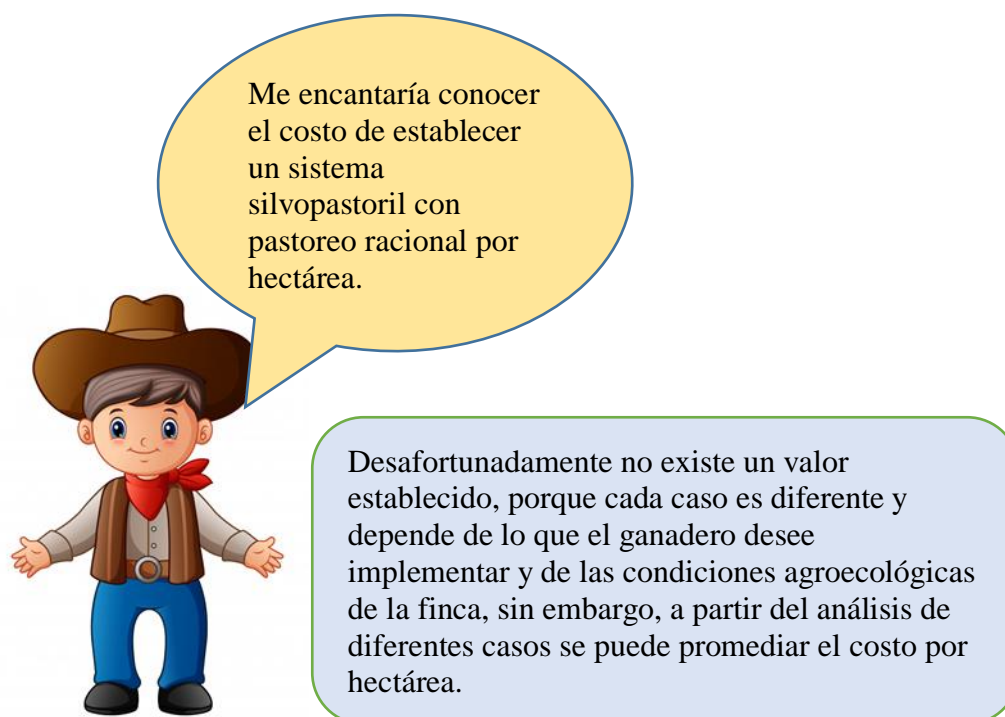 Me encantaría conocer
el costo de establecer
un sistema
silvopastoril con
pastoreo racional por
hectárea.
Desafortunadamente no existe un valor
establecido, porque cada caso es diferente y
depende de lo que el ganadero desee
implementar y de las condiciones agroecológicas
de la finca, sin embargo, a partir del análisis de
diferentes casos se puede promediar el costo por
hectárea.